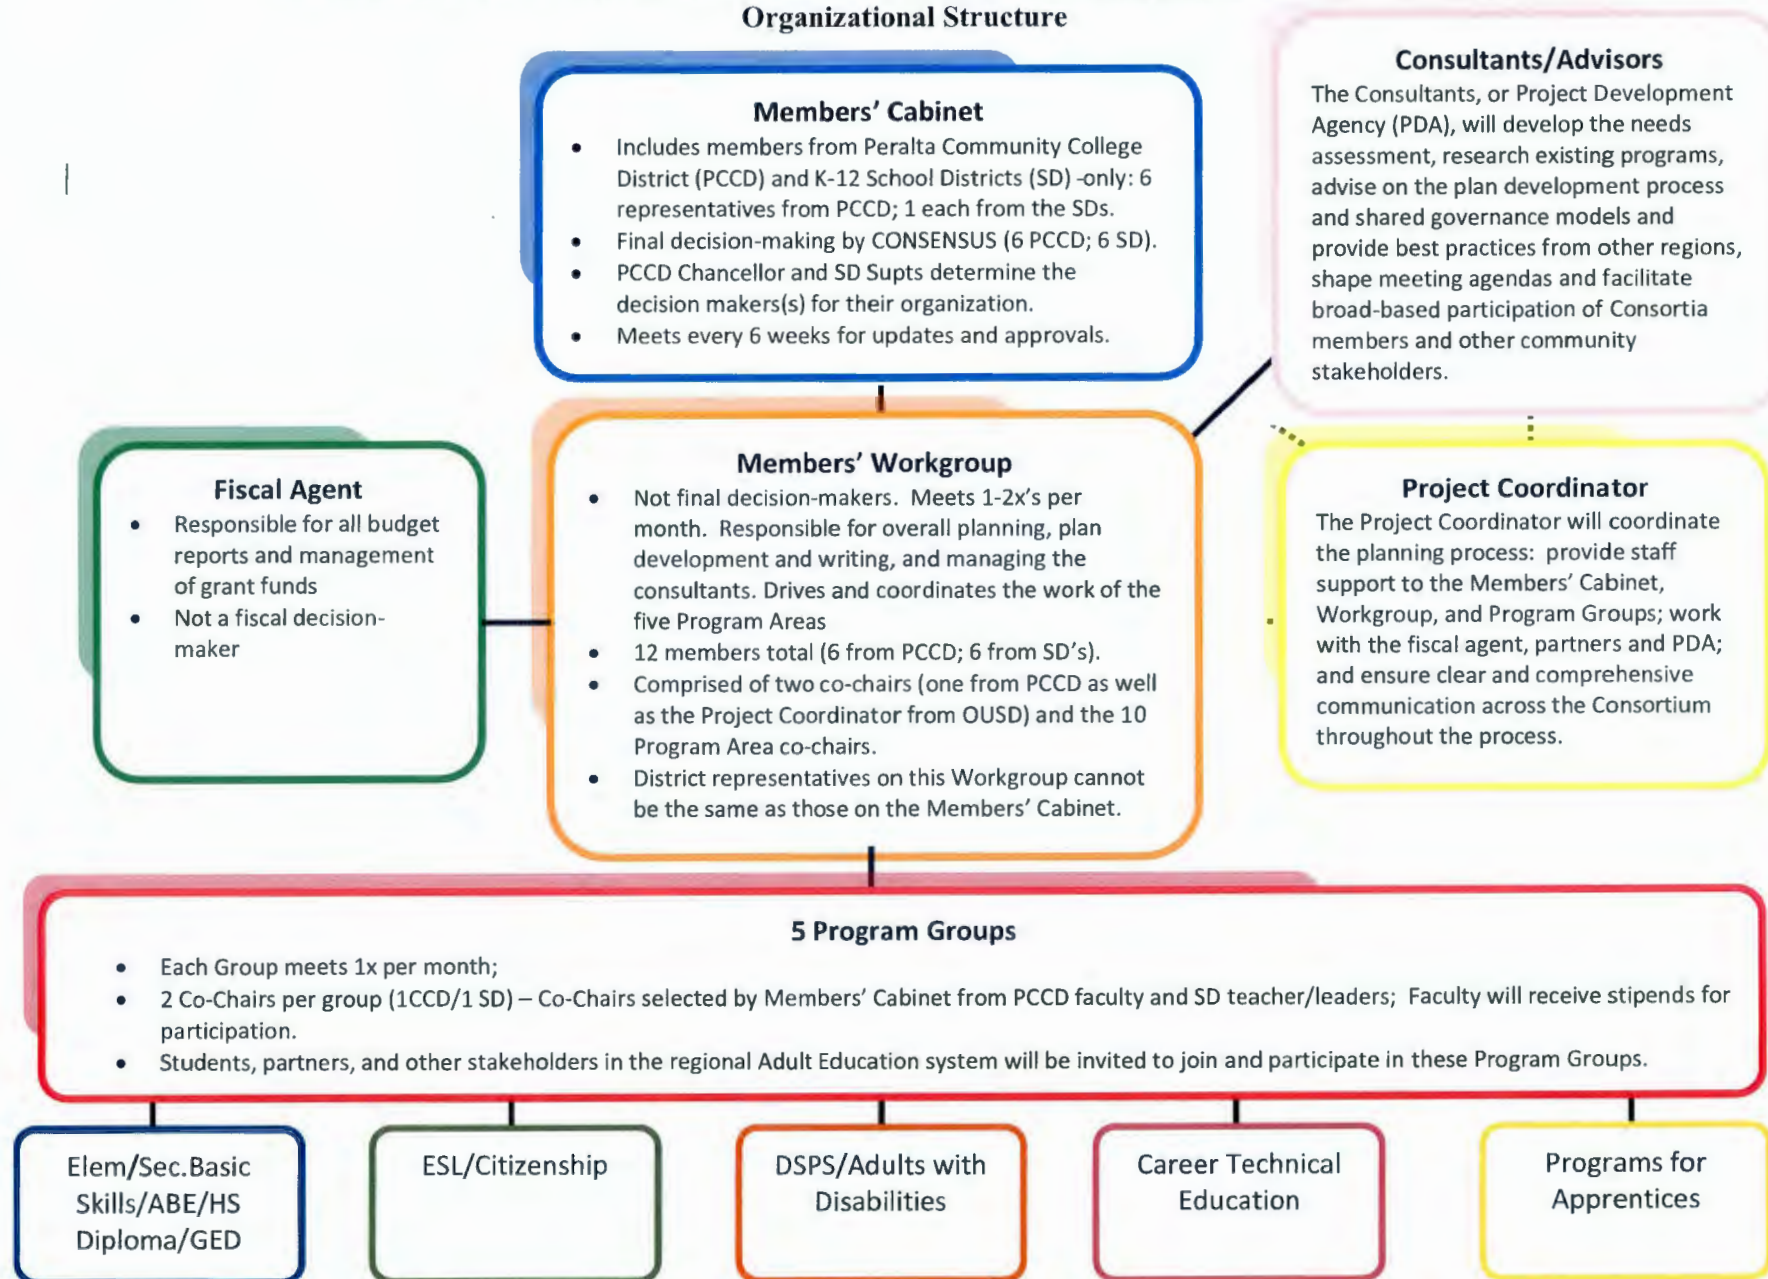 Organizational Structure
Members' Cabinet
• Includes members from Peralta Community College
District (PCCD) and K-12 School Districts (SD) -only: 6
representatives from PCCD; 1 each from the SDs.
• Final decision-making by CONSENSUS (6 PCCD; 6 SD).
• PCCD Chancellor and SD Supts determine the
decision makers(s) for their organization.
• Meets every 6 weeks for updates and approvals.
Consultants/Advisors
The Consultants, or Project Development
Agency (PDA), will develop the needs
assessment, research existing programs,
advise on the plan development process
and shared governance models and
provide best practices from other regions,
shape meeting agendas and facilitate
broad-based participation of Consortia
members and other community
stakeholders.
Fiscal Agent
• Responsible for all budget
reports and management
of grant funds
• Not a fiscal decision-
maker
Members' Workgroup
• Not final decision-makers.  Meets 1-2x's per
month.  Responsible for overall planning, plan
development and writing, and managing the
consultants. Drives and coordinates the work of the
five Program Areas
• 12 members total (6 from PCCD; 6 from SD's).
• Comprised of two co-chairs (one from PCCD as well
as the Project Coordinator from OUSD) and the 10
Program Area co-chairs.
• District representatives on this Workgroup cannot
be the same as those on the Members' Cabinet.
Project Coordinator
The Project Coordinator will coordinate
the planning process:  provide staff
support to the Members' Cabinet,
Workgroup, and Program Groups; work
with the fiscal agent, partners and PDA;
and ensure clear and comprehensive
communication across the Consortium
throughout the process.
5 Program Groups
• Each Group meets 1x per month;
• 2 Co-Chairs per group (1CCD/1 SD) – Co-Chairs selected by Members' Cabinet from PCCD faculty and SD teacher/leaders;  Faculty will receive stipends for
participation.
• Students, partners, and other stakeholders in the regional Adult Education system will be invited to join and participate in these Program Groups.
Elem/Sec.Basic
Skills/ABE/HS
Diploma/GED
ESL/Citizenship
DSPS/Adults with
Disabilities
Career Technical
Education
Programs for
Apprentices